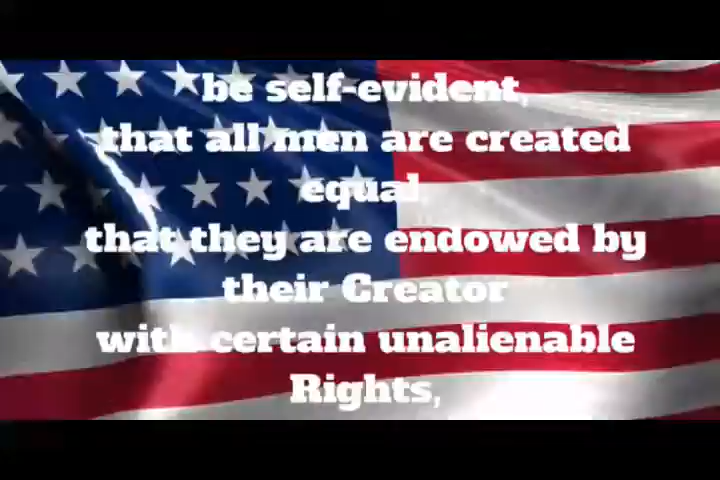 be self-evident,
that all men are created
equal
that they are endowed by
their Creator
with certain unalienable
Rights,